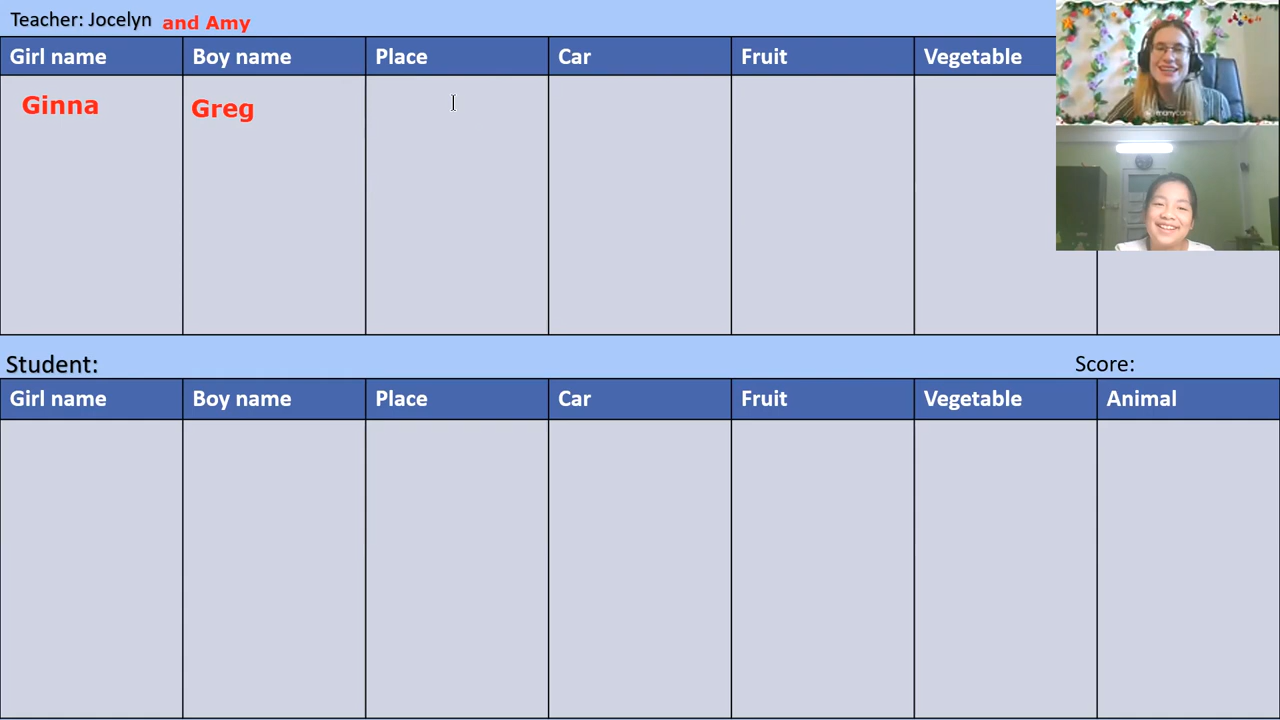 Teacher: Jocelyn and Amy
Girl name Boy name Place Car Fruit Vegetable
Ginna Greg
Student: Score:
Girl name Boy name Place Car Fruit Vegetable Animal